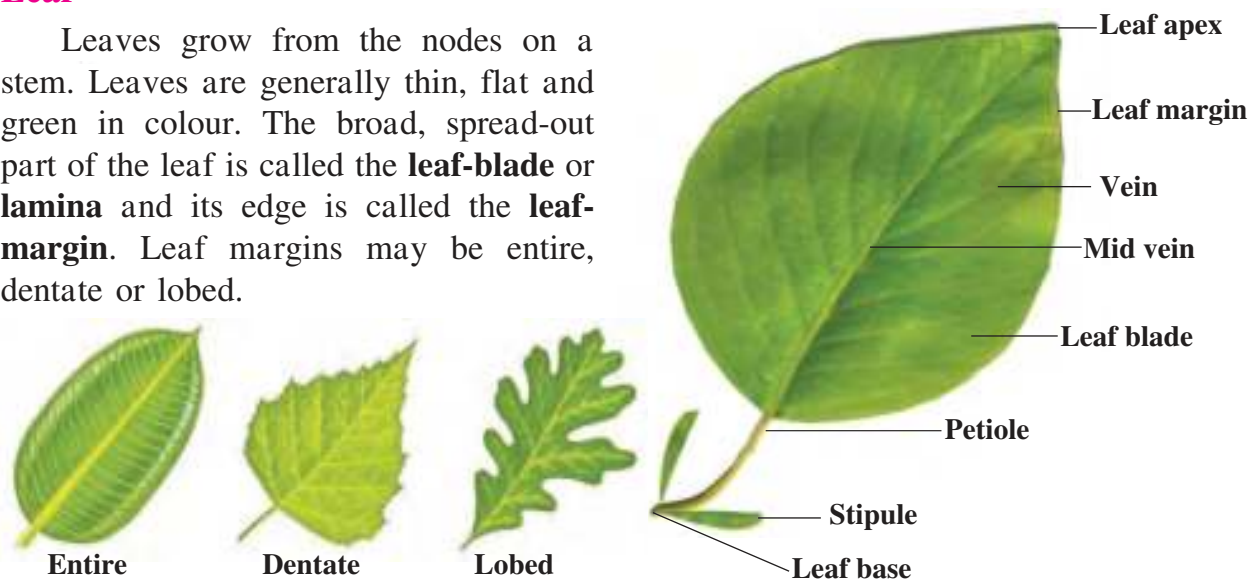 Leaf
Leaves grow from the nodes on a
stem. Leaves are generally thin, flat and
green in colour. The broad, spread-out
part of the leaf is called the leaf-blade or
lamina and its edge is called the leaf-
margin. Leaf margins may be entire,
dentate or lobed.
Entire
Dentate
Lobed
Leaf apex
Leaf margin
Vein
Mid vein
Leaf blade
Petiole
Stipule
Leaf base